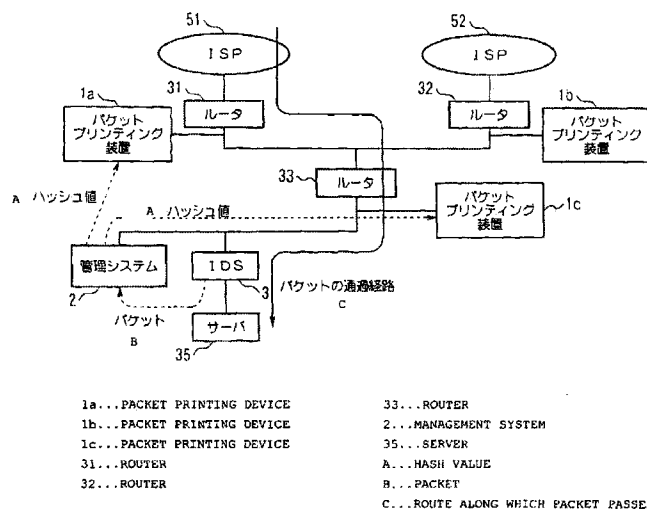 51
52
ISP
ISP
1a
31
32
1b
ルータ
ルータ
パケット
プリンティング
装置
パケット
プリンティング
装置
33
ルータ
A ハッシュ値
A ハッシュ値
パケット
プリンティング
装置
1c
管理システム
IDS
2
3
パケットの通過経路
C
パケット
B
サーバ
35
1a...PACKET PRINTING DEVICE
1b...PACKET PRINTING DEVICE
1c...PACKET PRINTING DEVICE
31...ROUTER
32...ROUTER
33...ROUTER
2...MANAGEMENT SYSTEM
35...SERVER
A...HASH VALUE
B...PACKET
C...ROUTE ALONG WHICH PACKET PASSE